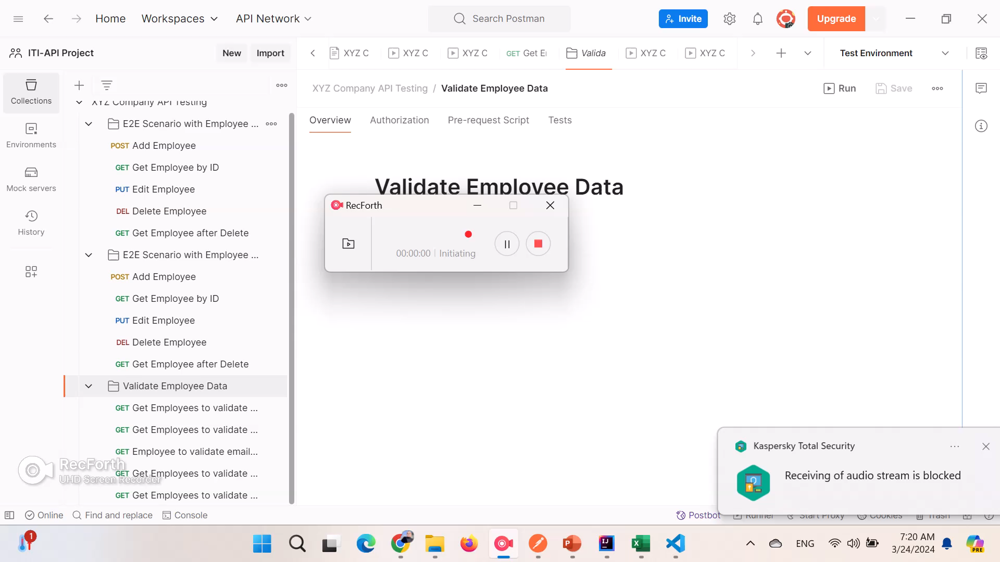 Home
Workspaces
API Network
Search Postman
Invite
Upgrade
ITI-API Project
New
Import
XYZ C
XYZ C
XYZ C
GET Get E
Valida
XYZ C
XYZ C
Test Environment
Collections
Environments
Mock servers
History
XYZ Company API Testing
E2E Scenario with Employee ...
POST Add Employee
GET Get Employee by ID
PUT Edit Employee
DEL Delete Employee
GET Get Employee after Delete
E2E Scenario with Employee ...
POST Add Employee
GET Get Employee by ID
PUT Edit Employee
DEL Delete Employee
GET Get Employee after Delete
Validate Employee Data
GET Get Employees to validate ...
GET Get Employees to validate ...
GET Employee to validate email...
GET Get Employees to validate ...
GET Get Employees to validate ...
RecForth
UHD Screen Recorder
XYZ Company API Testing / Validate Employee Data
Run
Save
Overview
Authorization
Pre-request Script
Tests
Validate Employee Data
RecForth
00:00:00 | Initiating
Kaspersky Total Security
Receiving of audio stream is blocked
Online
Find and replace
Console
Postbot
Runner
Start Proxy
Cookies
Trash
1
P
IJ
X
ENG
7:20 AM
3/24/2024
PRE